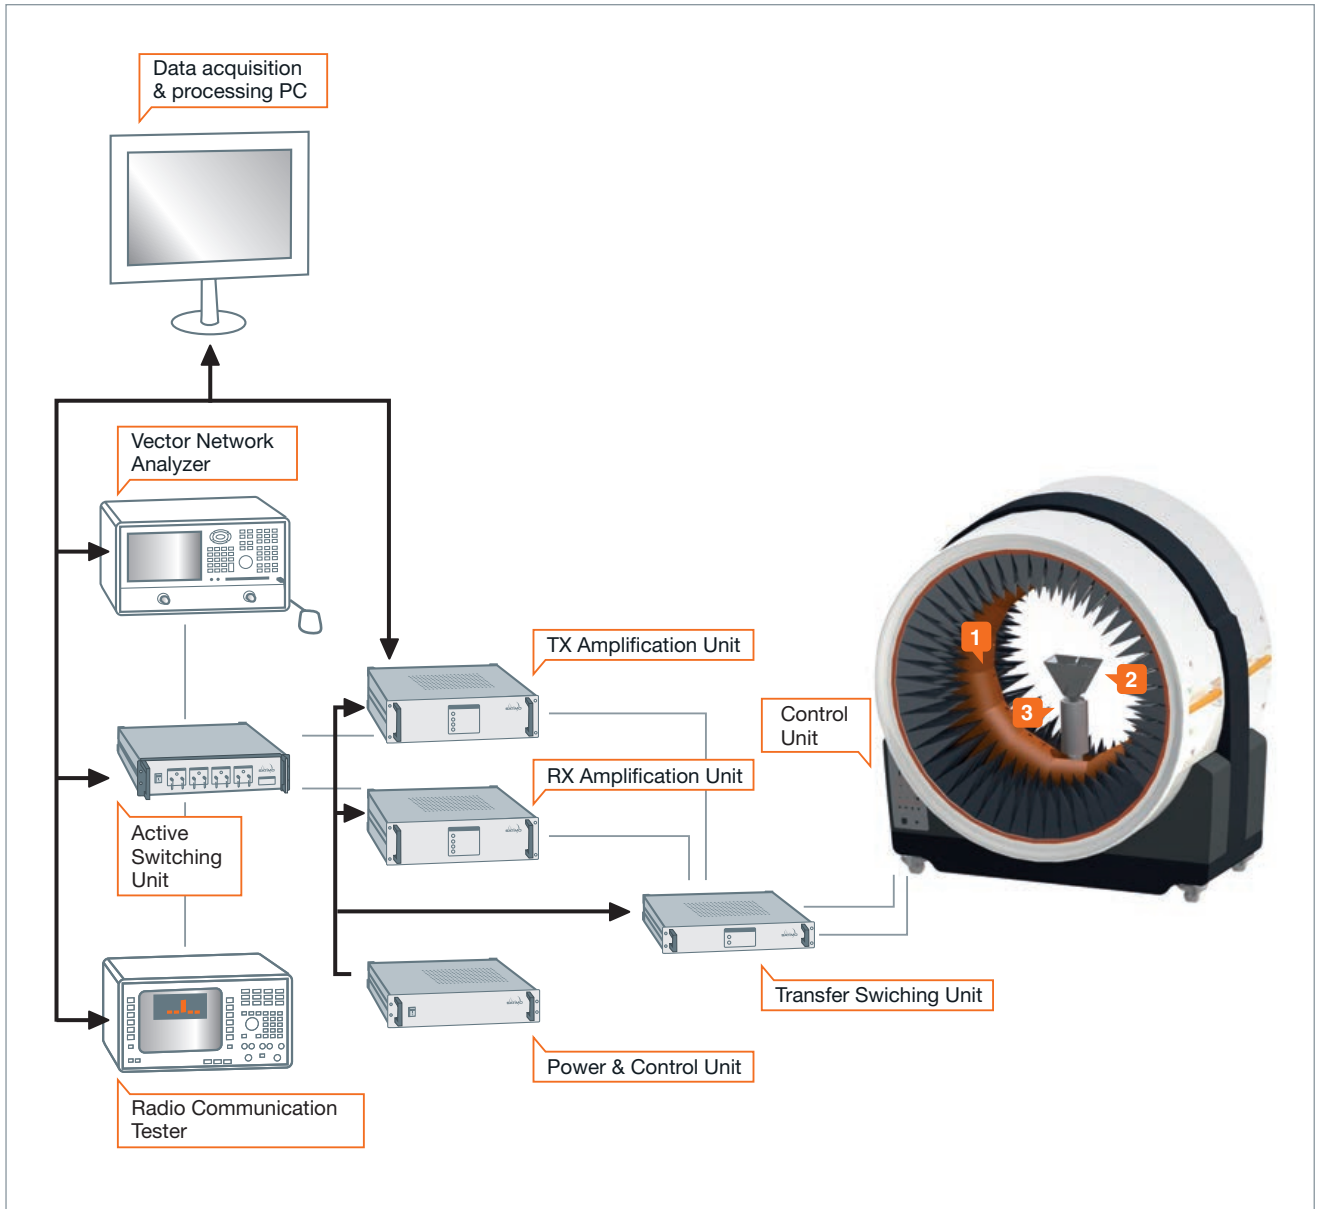 Data acquisition
& processing PC
Vector Network
Analyzer
TX Amplification Unit
1
2
3
Control
Unit
RX Amplification Unit
Active
Switching
Unit
Transfer Swiching Unit
Power & Control Unit
Radio Communication
Tester